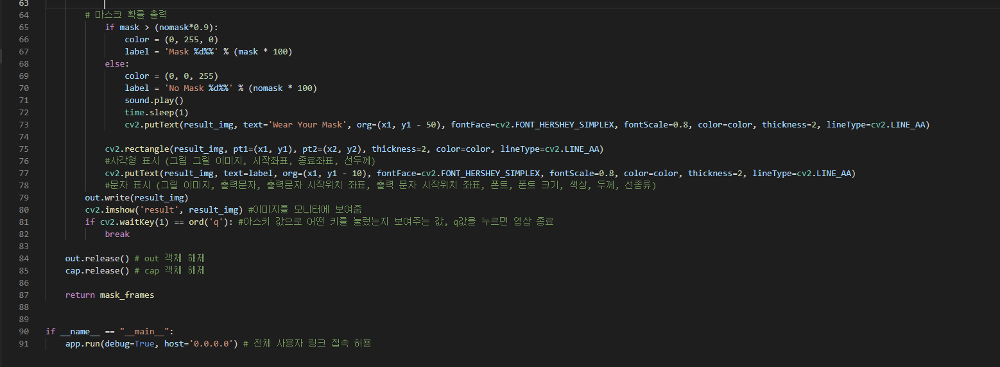 63
64 # 마스크 확률 출력
65 if mask > (nomask*0.9):
66 color = (0, 255, 0)
67 label = 'Mask %d%%' % (mask * 100)
68 else:
69 color = (0, 0, 255)
70 label = 'No Mask %d%%' % (nomask * 100)
71 sound.play()
72 time.sleep(1)
73 cv2.putText(result_img, text='Wear Your Mask', org=(x1, y1 - 50), fontFace=cv2.FONT_HERSHEY_SIMPLEX, fontScale=0.8, color=color, thickness=2, lineType=cv2.LINE_AA)
74
75 cv2.rectangle(result_img, pt1=(x1, y1), pt2=(x2, y2), thickness=2, color=color, lineType=cv2.LINE_AA)
76 #사각형 표시 (그림 그릴 이미지, 시작좌표, 종료좌표, 선두께)
77 cv2.putText(result_img, text=label, org=(x1, y1 - 10), fontFace=cv2.FONT_HERSHEY_SIMPLEX, fontScale=0.8, color=color, thickness=2, lineType=cv2.LINE_AA)
78 #문자 표시 (그릴 이미지, 출력문자, 출력문자 시작위치 좌표, 출력 문자 시작위치 좌표, 폰트, 폰트 크기, 색상, 두께, 선종류)
79 out.write(result_img)
80 cv2.imshow('result', result_img) #이미지를 모니터에 보여줌
81 if cv2.waitKey(1) == ord('q'): #아스키 값으로 어떤 키를 눌렀는지 보여주는 값, q값을 누르면 영상 종료
82 break
83
84 out.release() # out 객체 해제
85 cap.release() # cap 객체 해제
86
87 return mask_frames
88
89
90 if __name__ == "__main__":
91 app.run(debug=True, host='0.0.0.0') # 전체 사용자 링크 접속 허용